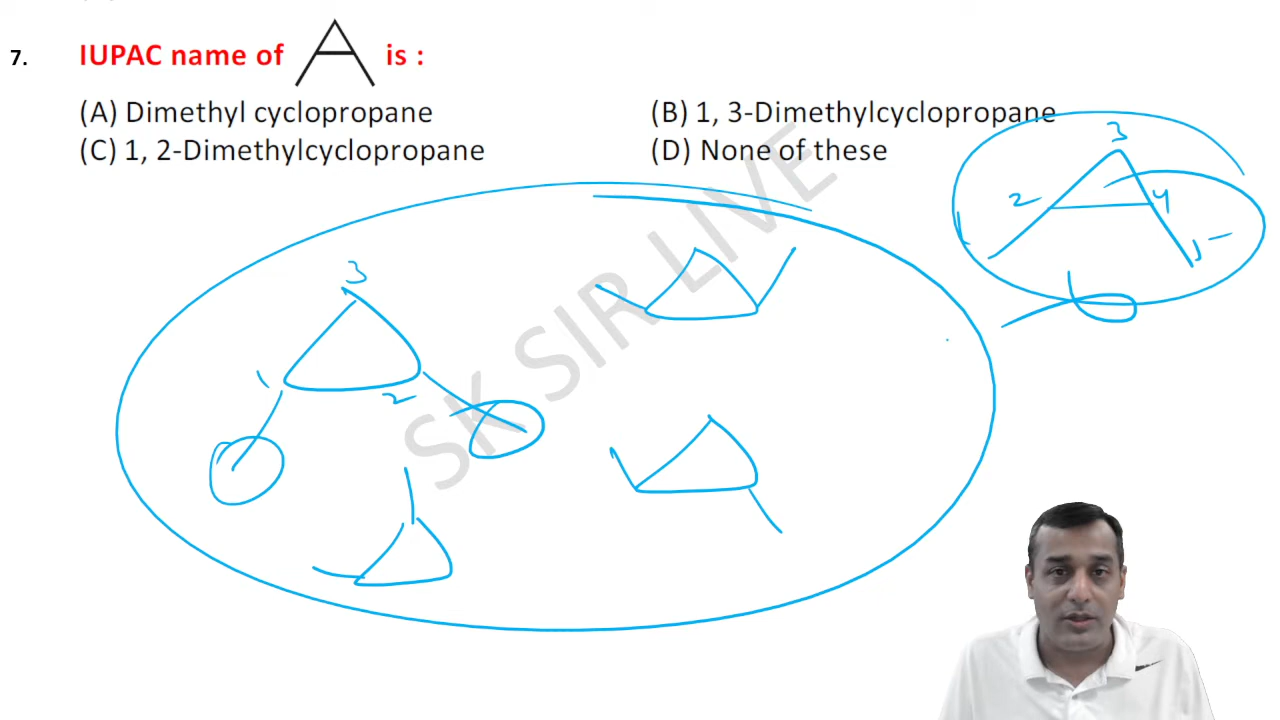 7. IUPAC name of is :
(A) Dimethyl cyclopropane (B) 1, 3-Dimethylcyclopropane
(C) 1, 2-Dimethylcyclopropane (D) None of these
3
2 4
3
1
2
SK SIR LIVE